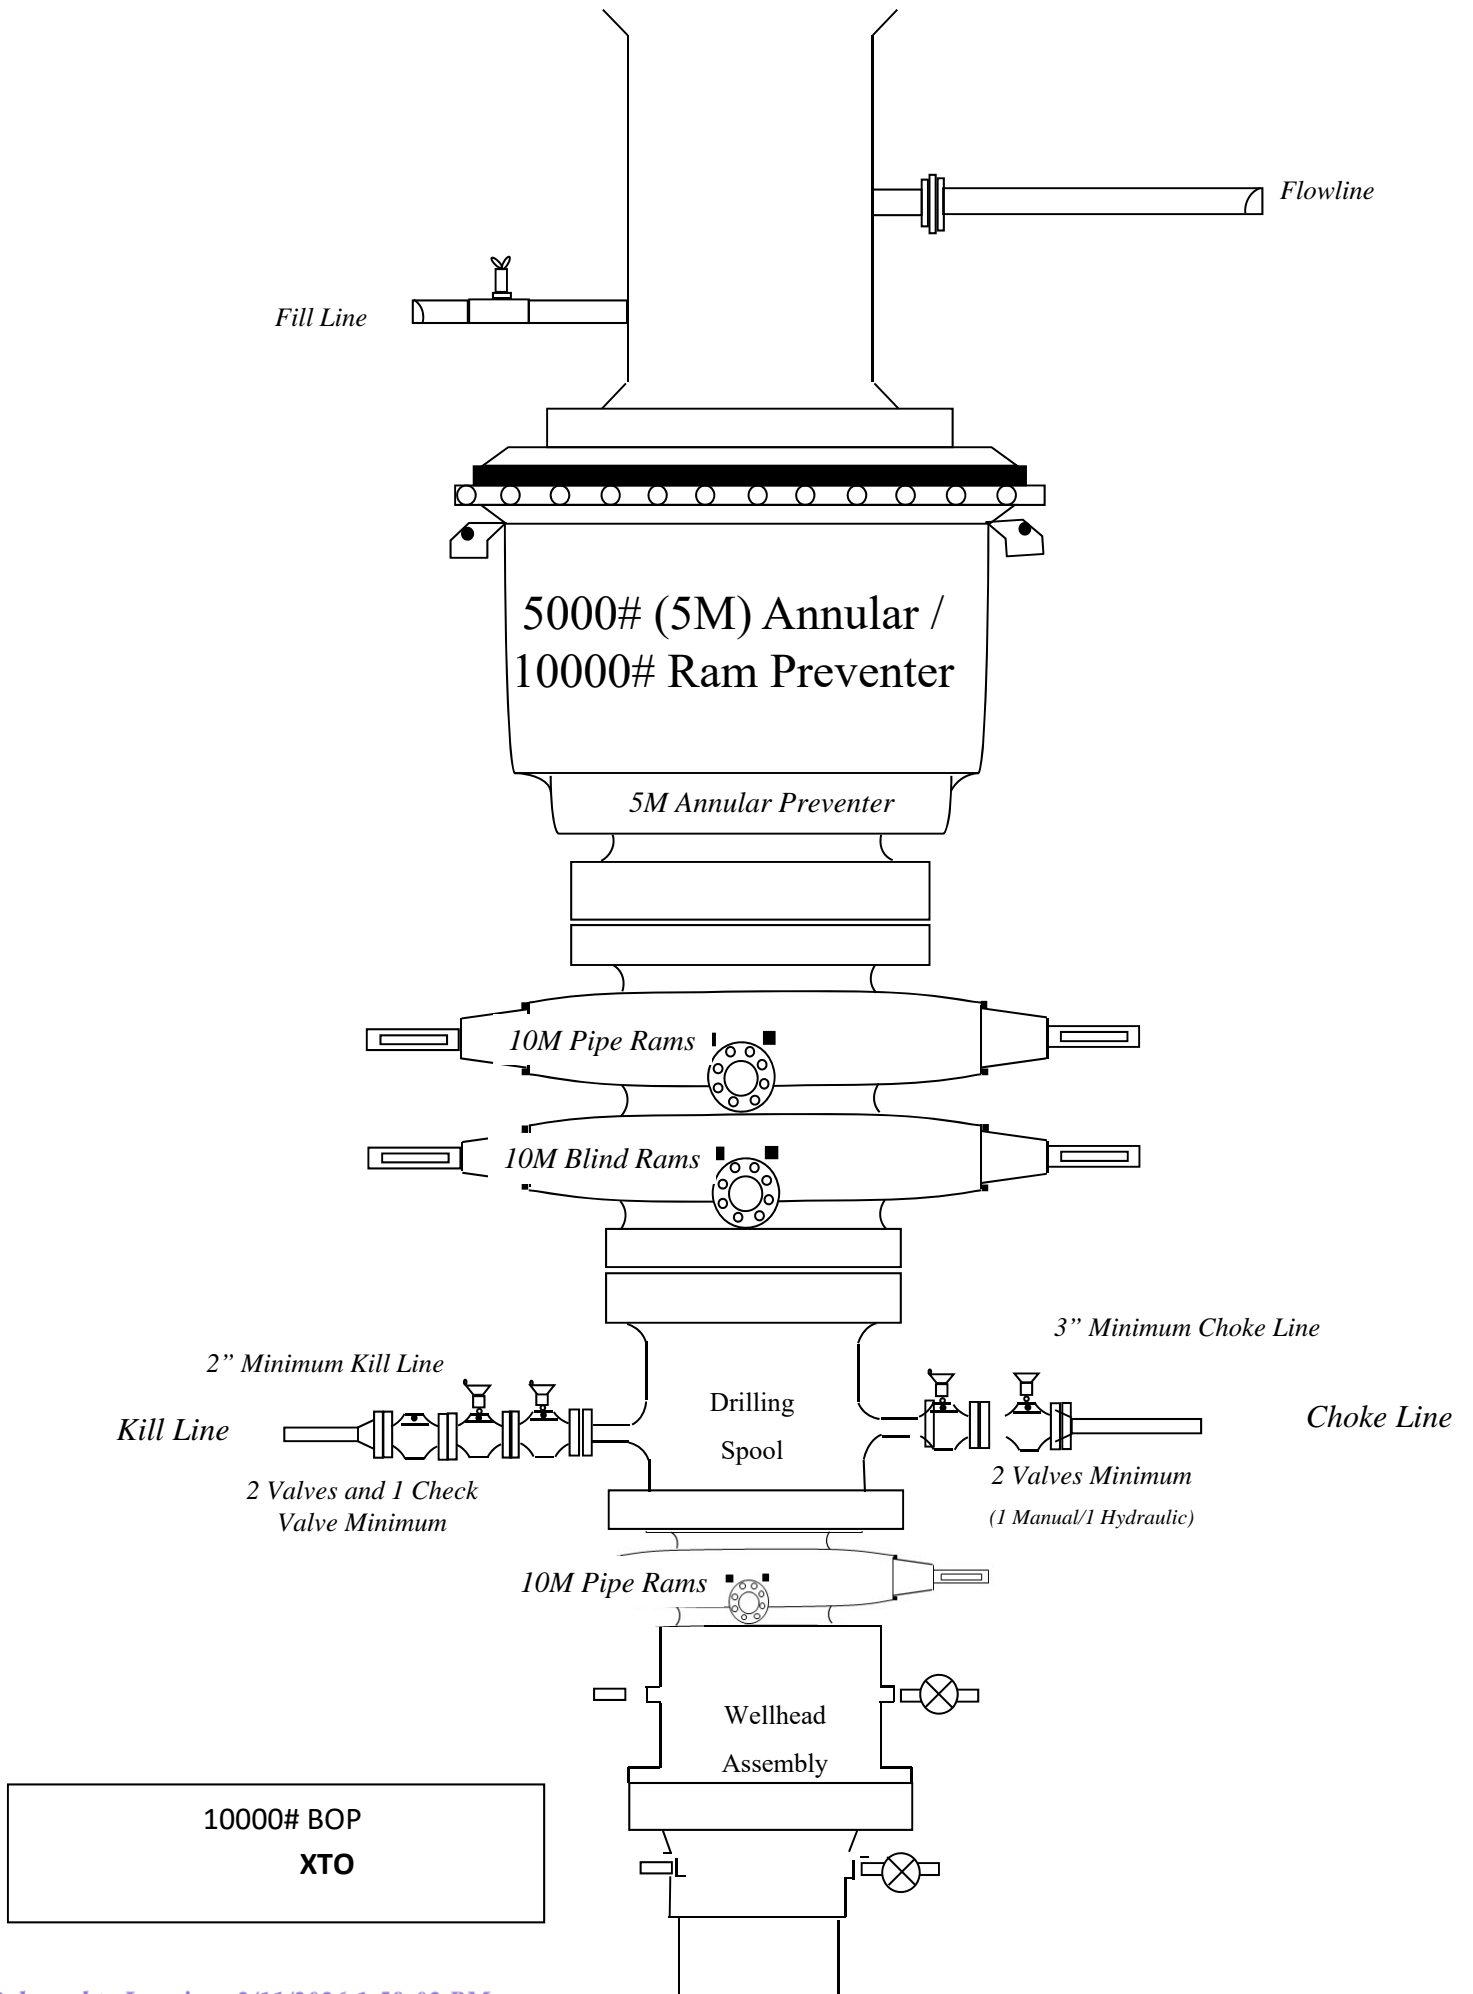 Flowline
Fill Line
5000# (5M) Annular /
10000# Ram Preventer
5M Annular Preventer
10M Pipe Rams
10M Blind Rams
3” Minimum Choke Line
2” Minimum Kill Line
Drilling
Spool
Kill Line
Choke Line
2 Valves and 1 Check
Valve Minimum
2 Valves Minimum
(1 Manual/1 Hydraulic)
10M Pipe Rams
Wellhead
Assembly
10000# BOP
XTO